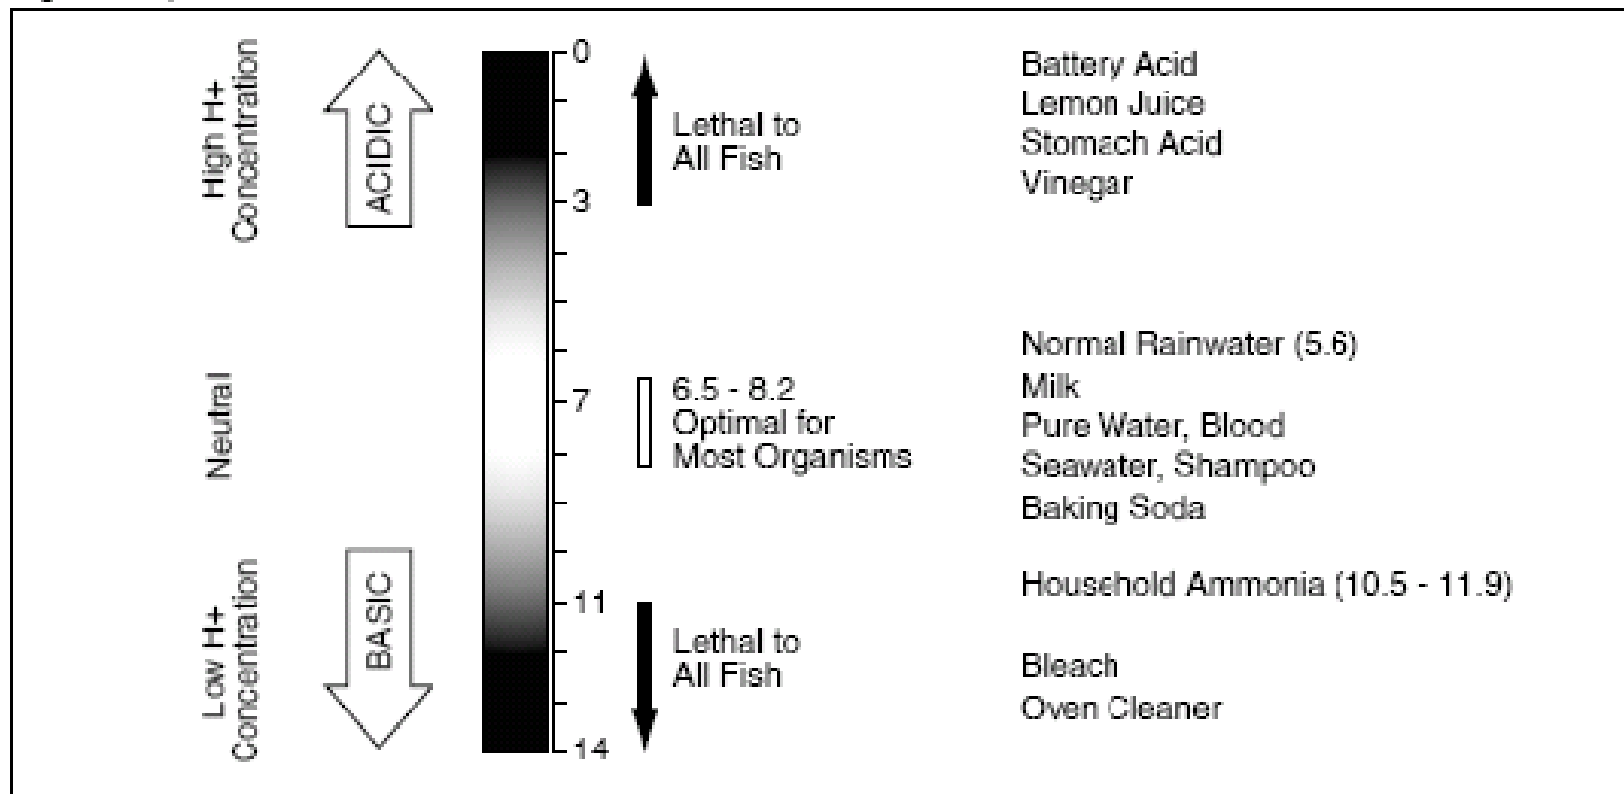 High H+
Concentration
ACIDIC
Neutral
Low H+
Concentration
BASIC
0
3
7
11
14
Lethal to
All Fish
6.5 - 8.2
Optimal for
Most Organisms
Lethal to
All Fish
Battery Acid
Lemon Juice
Stomach Acid
Vinegar
Normal Rainwater (5.6)
Milk
Pure Water, Blood
Seawater, Shampoo
Baking Soda
Household Ammonia (10.5 - 11.9)
Bleach
Oven Cleaner